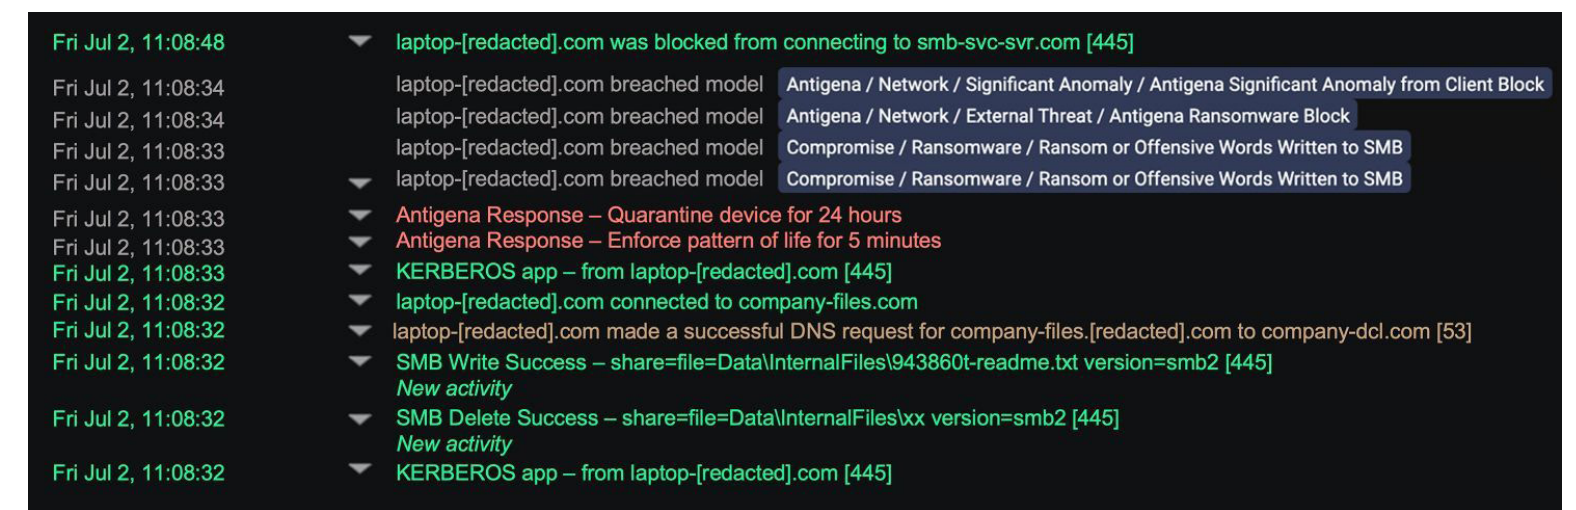 Fri Jul 2, 11:08:48 laptop-[redacted].com was blocked from connecting to smb-svc-svr.com [445]
Fri Jul 2, 11:08:34 laptop-[redacted].com breached model Antigena / Network / Significant Anomaly / Antigena Significant Anomaly from Client Block
Fri Jul 2, 11:08:34 laptop-[redacted].com breached model Antigena / Network / External Threat / Antigena Ransomware Block
Fri Jul 2, 11:08:33 laptop-[redacted].com breached model Compromise / Ransomware / Ransom or Offensive Words Written to SMB
Fri Jul 2, 11:08:33 laptop-[redacted].com breached model Compromise / Ransomware / Ransom or Offensive Words Written to SMB
Fri Jul 2, 11:08:33 Antigena Response – Quarantine device for 24 hours
Fri Jul 2, 11:08:33 Antigena Response – Enforce pattern of life for 5 minutes
Fri Jul 2, 11:08:33 KERBEROS app – from laptop-[redacted].com [445]
Fri Jul 2, 11:08:32 laptop-[redacted].com connected to company-files.com
Fri Jul 2, 11:08:32 laptop-[redacted].com made a successful DNS request for company-files.[redacted].com to company-dcl.com [53]
Fri Jul 2, 11:08:32 SMB Write Success – share=file=Data\InternalFiles\943860t-readme.txt version=smb2 [445]
New activity
Fri Jul 2, 11:08:32 SMB Delete Success – share=file=Data\InternalFiles\xx version=smb2 [445]
New activity
Fri Jul 2, 11:08:32 KERBEROS app – from laptop-[redacted].com [445]